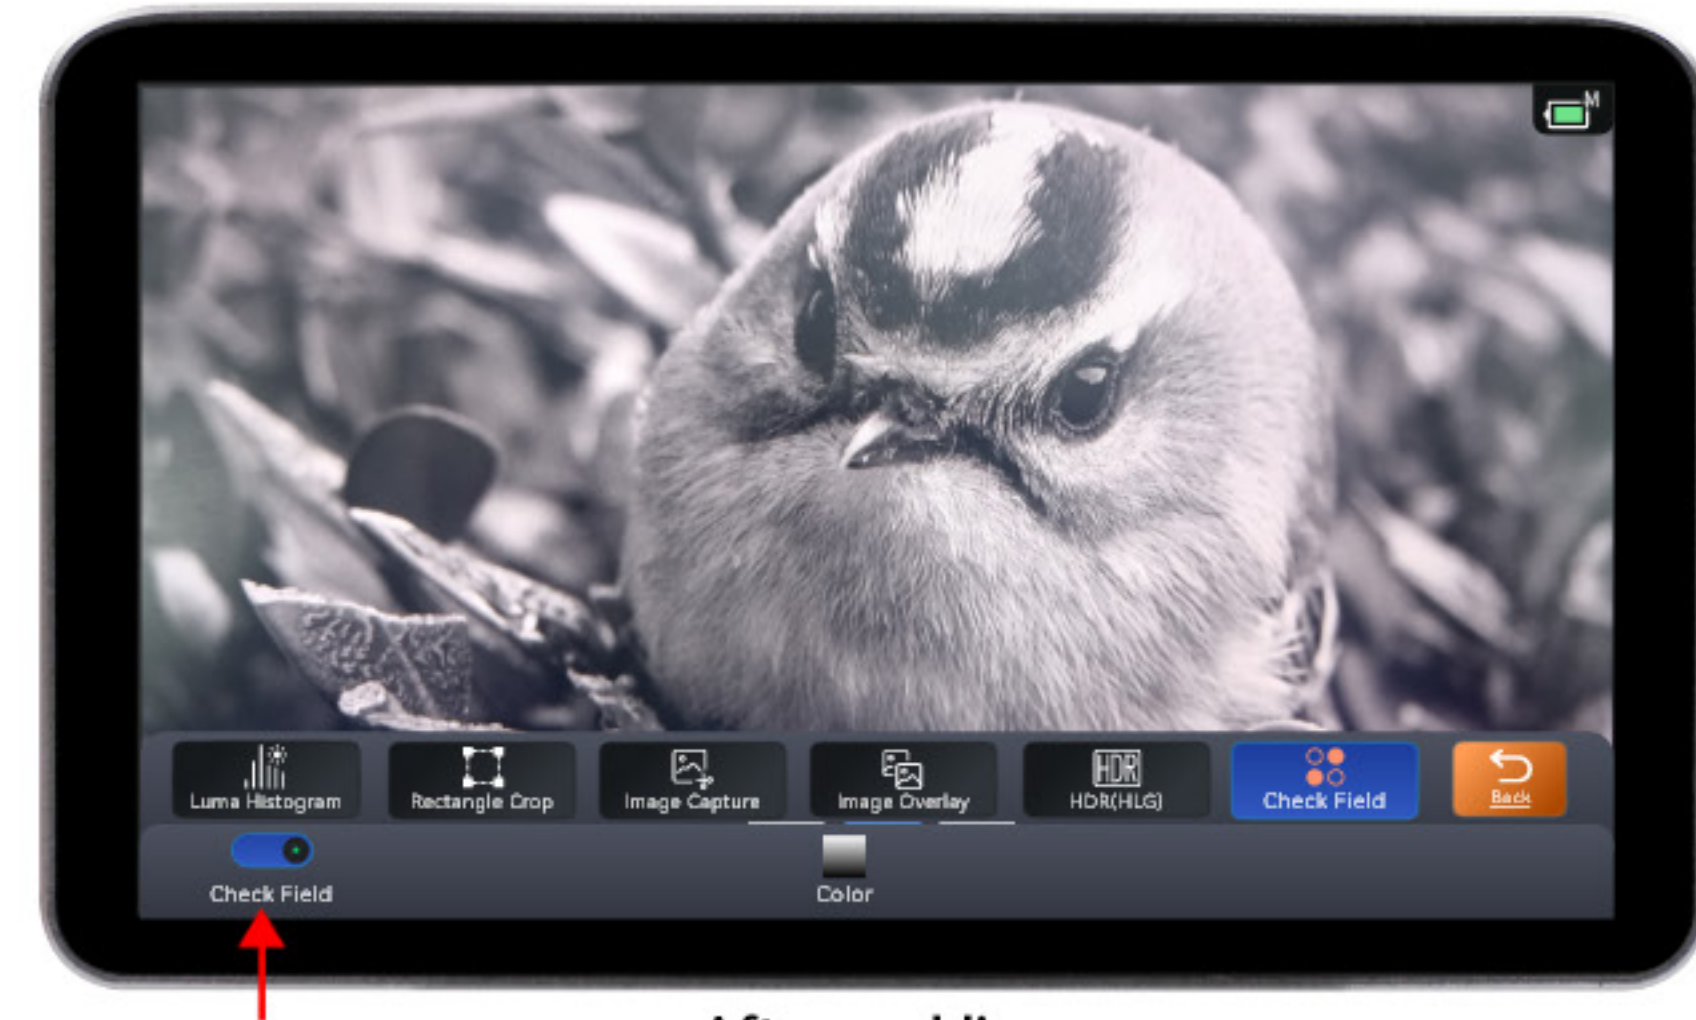 M
Luma Histogram
Rectangle Crop
Image Capture
Image Overlay
HDR
HDR(HLG)
Check Field
Back
Check Field
Color